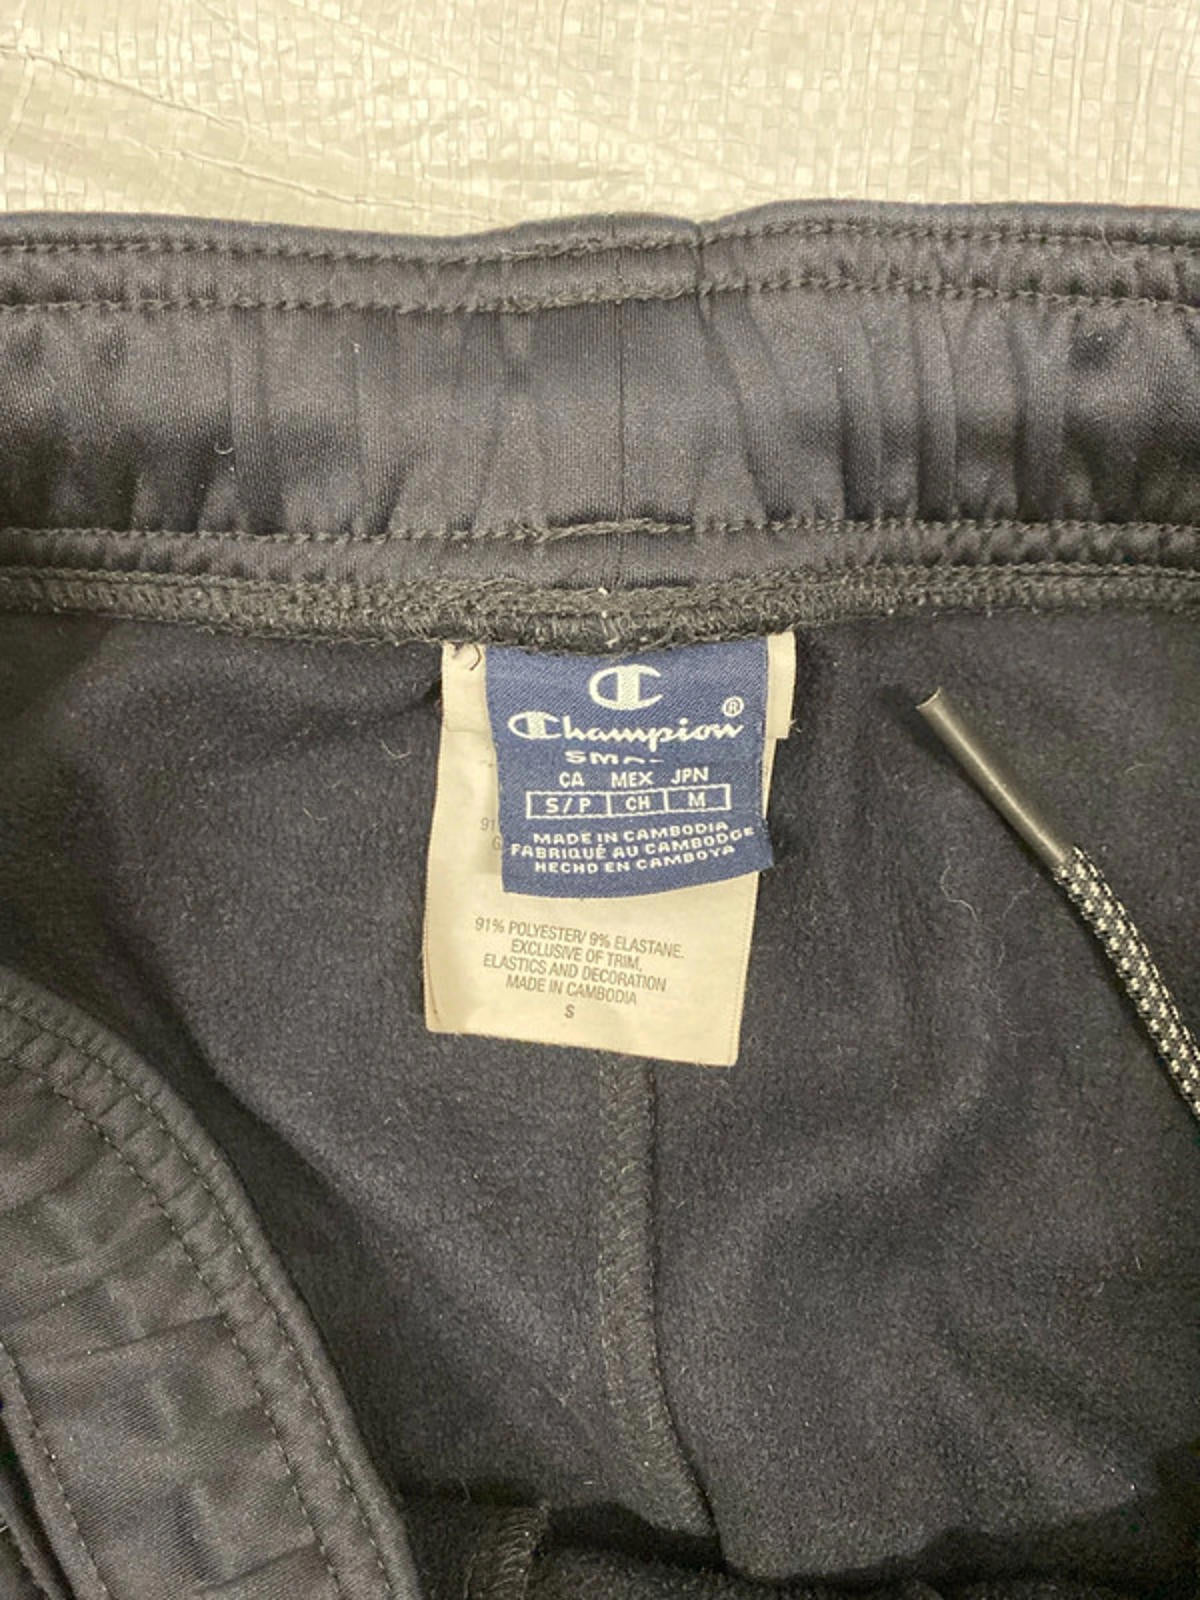 Champion®
CA MEX JPN
S/P CH M
MADE IN CAMBODIA
FABRIQUÉ AU CAMBODGE
HECHO EN CAMBOYA
91
G
91% POLYESTER/ 9% ELASTANE.
EXCLUSIVE OF TRIM,
ELASTICS AND DECORATION
MADE IN CAMBODIA
S